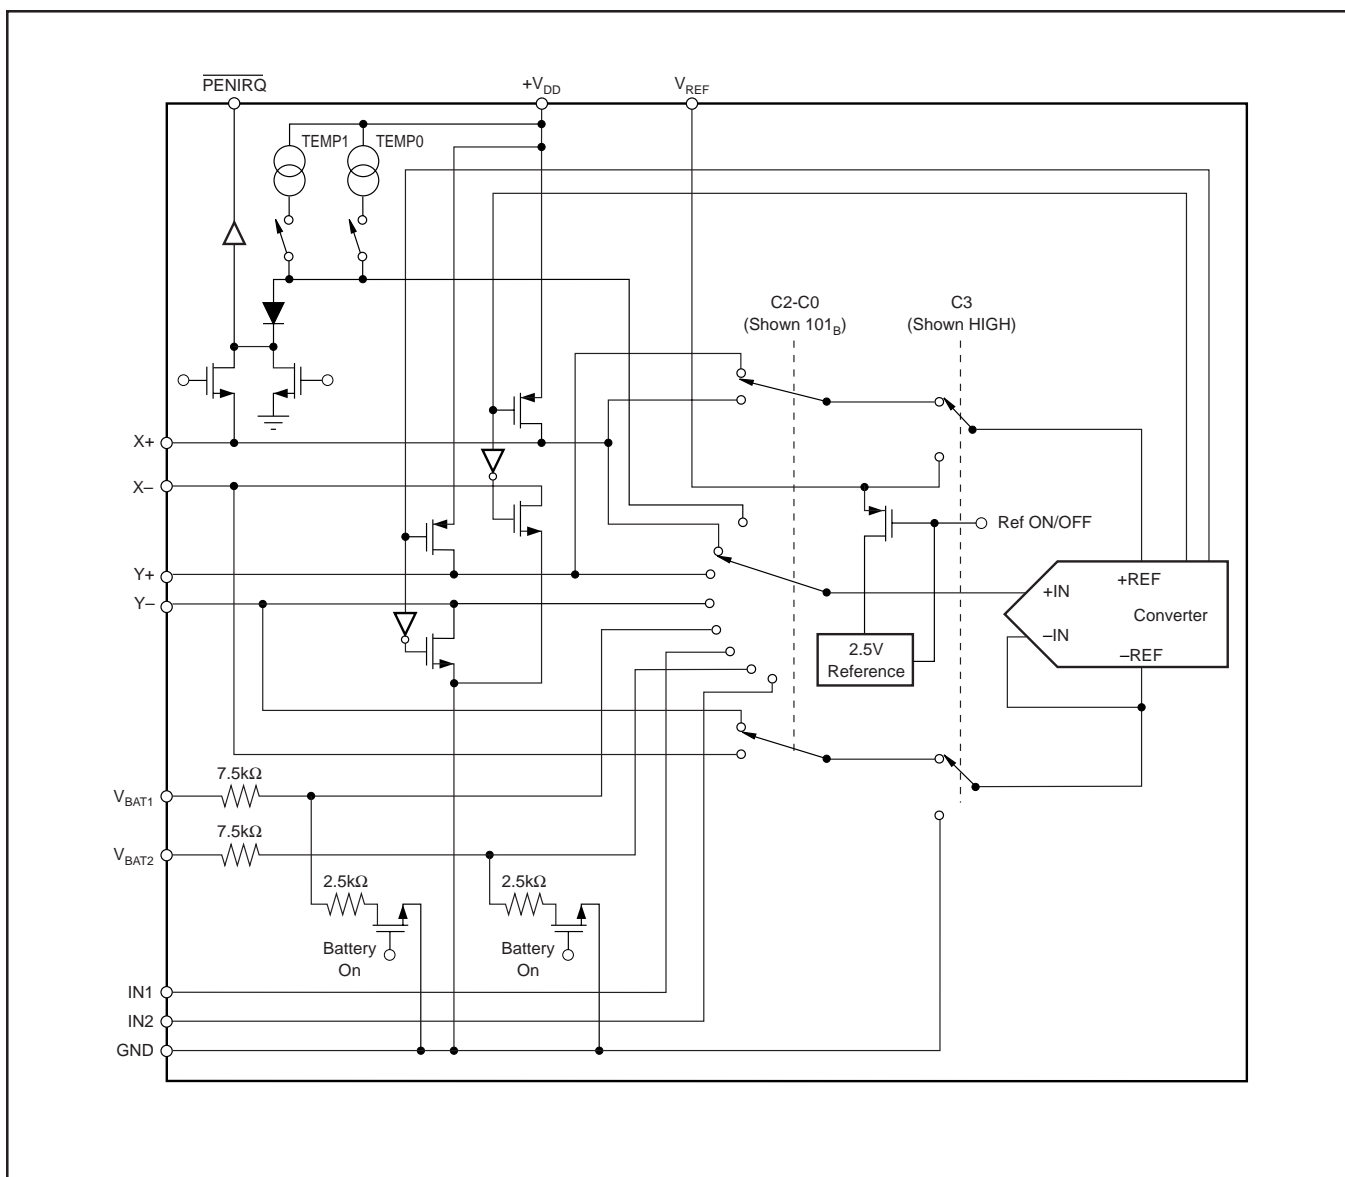 PENIRQ
+VDD
VREF
TEMP1
TEMP0
C2-C0
(Shown 101B)
C3
(Shown HIGH)
X+
X–
Ref ON/OFF
Y+
Y–
+IN
+REF
Converter
–IN
–REF
2.5V
Reference
7.5kΩ
VBAT1
7.5kΩ
VBAT2
2.5kΩ
2.5kΩ
Battery
On
Battery
On
IN1
IN2
GND